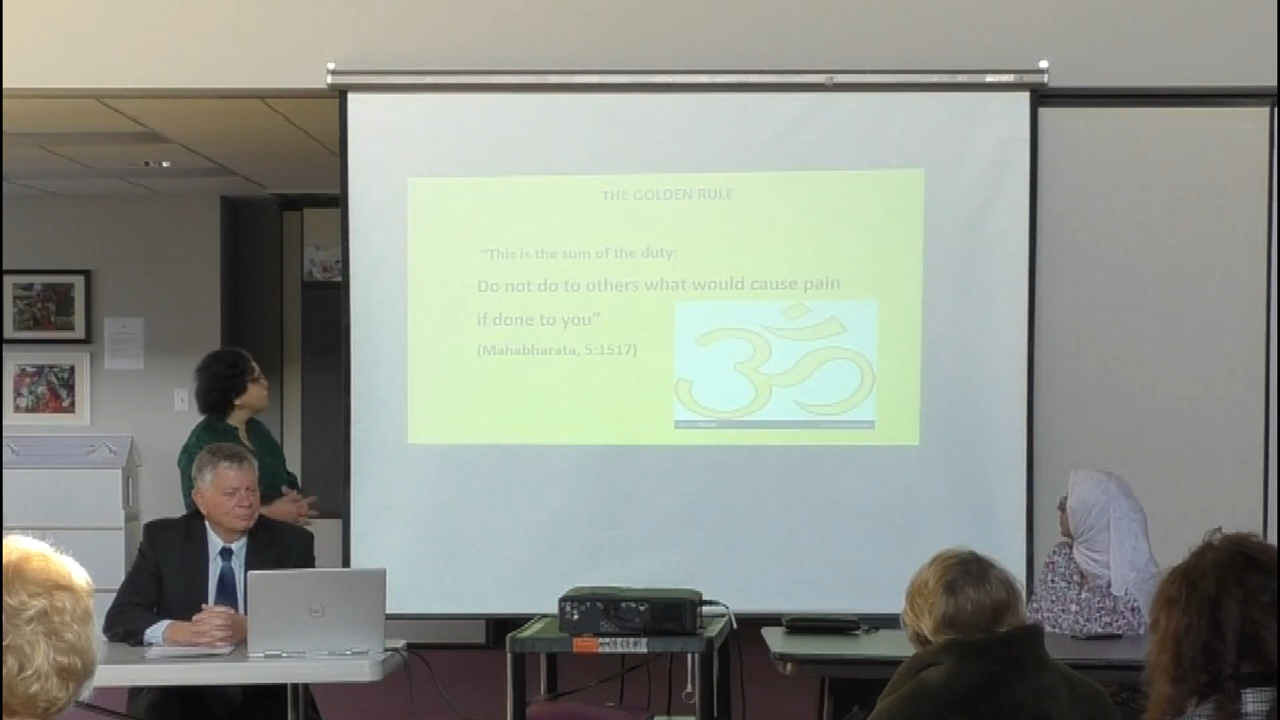 THE GOLDEN RULE
"This is the sum of the duty:
Do not do to others what would cause pain
if done to you"
(Mahabharata, 5:1517)
ॐ
DELL